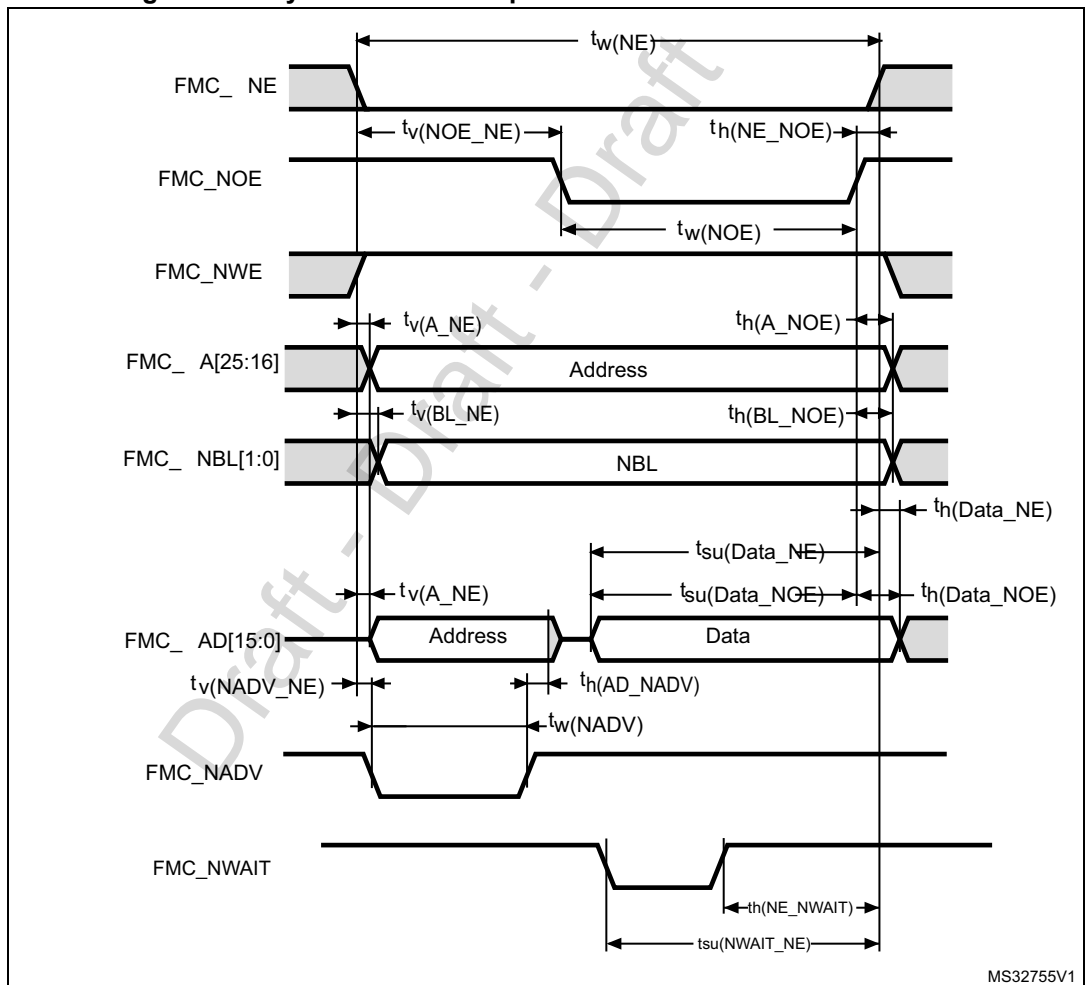 tw(NE)
FMC_ NE
tv(NOE_NE)
th(NE_NOE)
FMC_NOE
tw(NOE)
FMC_NWE
tv(A_NE)
th(A_NOE)
FMC_ A[25:16]
Address
tv(BL_NE)
th(BL_NOE)
FMC_ NBL[1:0]
NBL
th(Data_NE)
tsu(Data_NE)
tv(A_NE)
tsu(Data_NOE)
th(Data_NOE)
FMC_ AD[15:0]
Address
Data
tv(NADV_NE)
th(AD_NADV)
tw(NADV)
FMC_NADV
FMC_NWAIT
th(NE_NWAIT)
tsu(NWAIT_NE)
MS32755V1
Draft - Draft - Draft